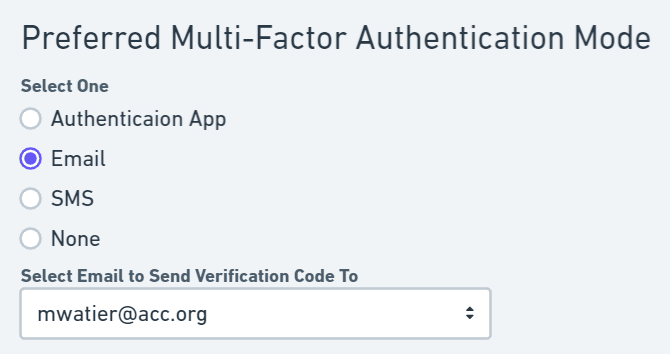 Preferred Multi-Factor Authentication Mode
Select One
Authenticaion App
Email
SMS
None
Select Email to Send Verification Code To
mwatier@acc.org